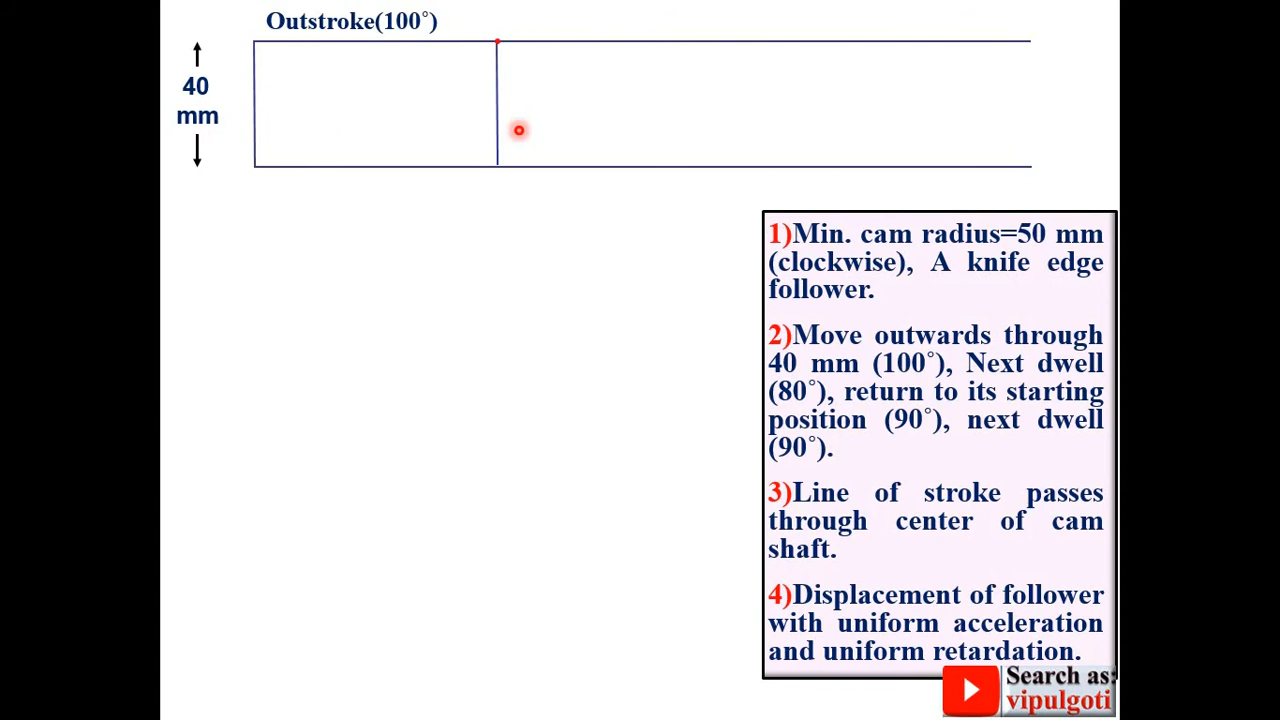 Outstroke(100˚)
40
mm
1)Min. cam radius=50 mm
(clockwise), A knife edge
follower.
2)Move outwards through
40 mm (100˚), Next dwell
(80˚), return to its starting
position (90˚), next dwell
(90˚).
3)Line of stroke passes
through center of cam
shaft.
4)Displacement of follower
with uniform acceleration
and uniform retardation.
Search as:
vipulgoti